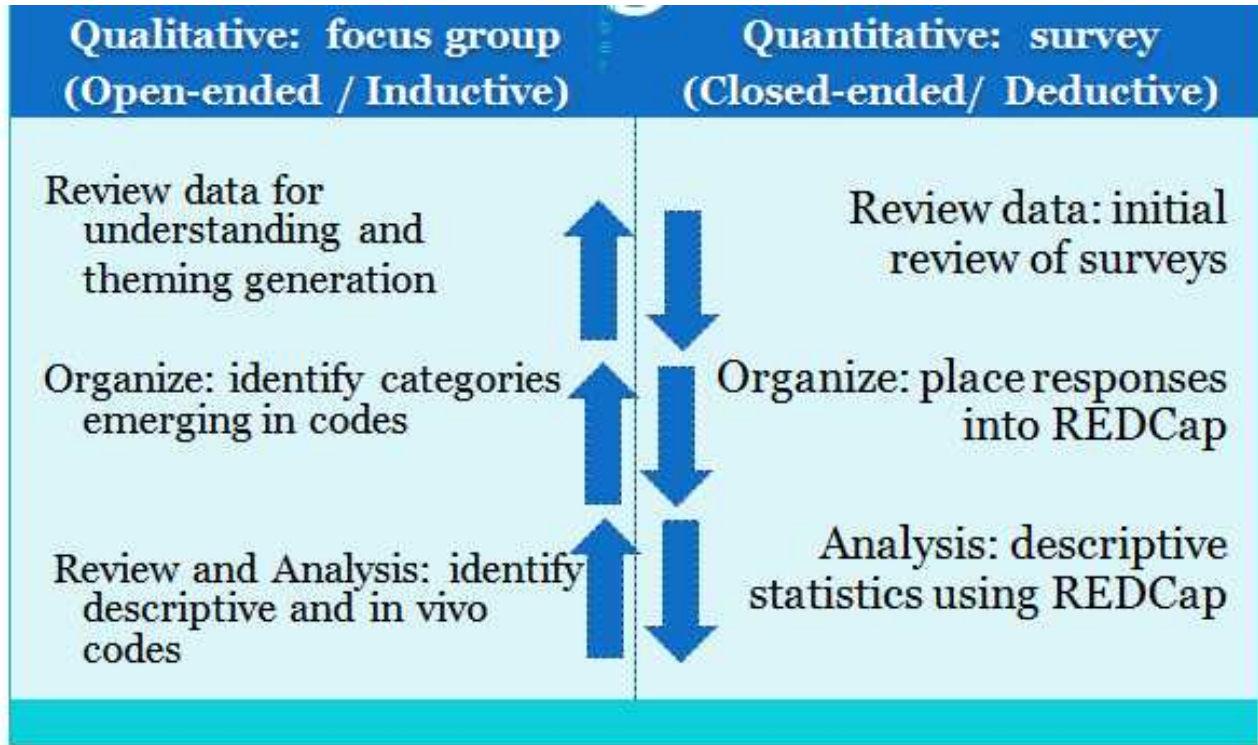 Qualitative: focus group
(Open-ended / Inductive)
Quantitative: survey
(Closed-ended/ Deductive)
Review data for
understanding and
theming generation
Organize: identify categories
emerging in codes
Review and Analysis: identify
descriptive and in vivo
codes
Review data: initial
review of surveys
Organize: place responses
into REDCap
Analysis: descriptive
statistics using REDCap